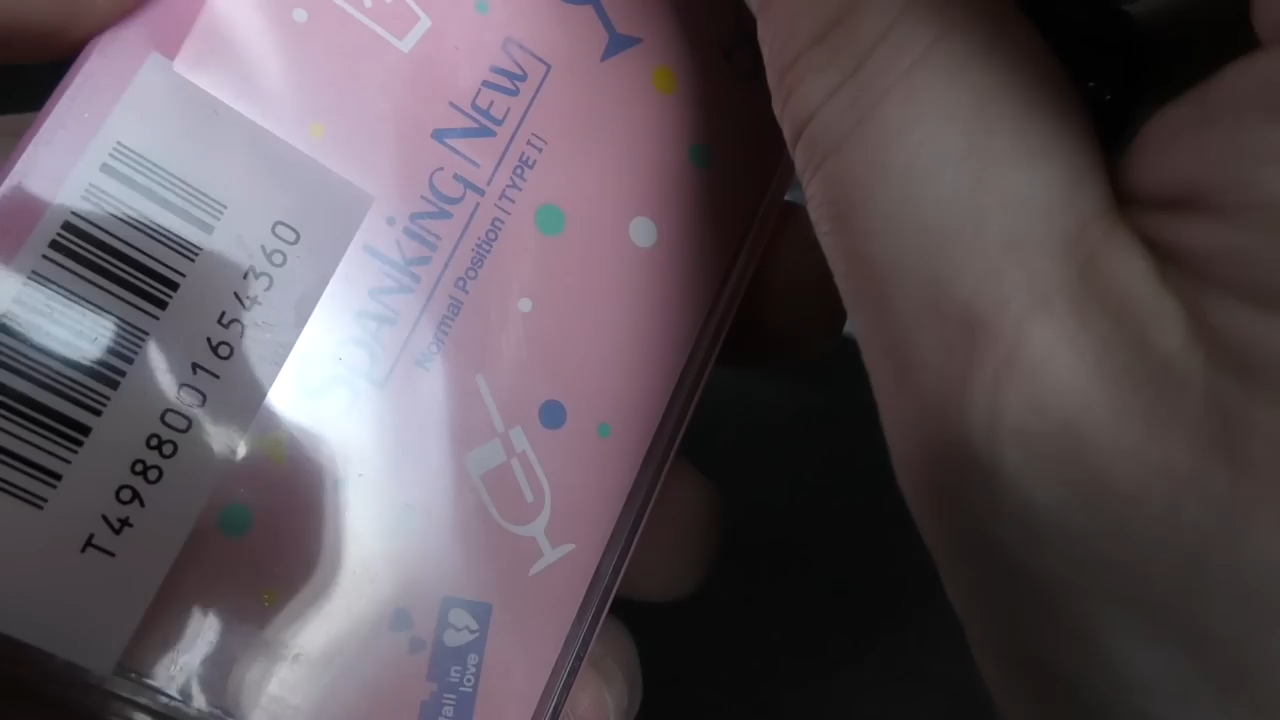 T4988001654360
SPANKiNG NEW
Normal Position (TYPE I)
fall in
love